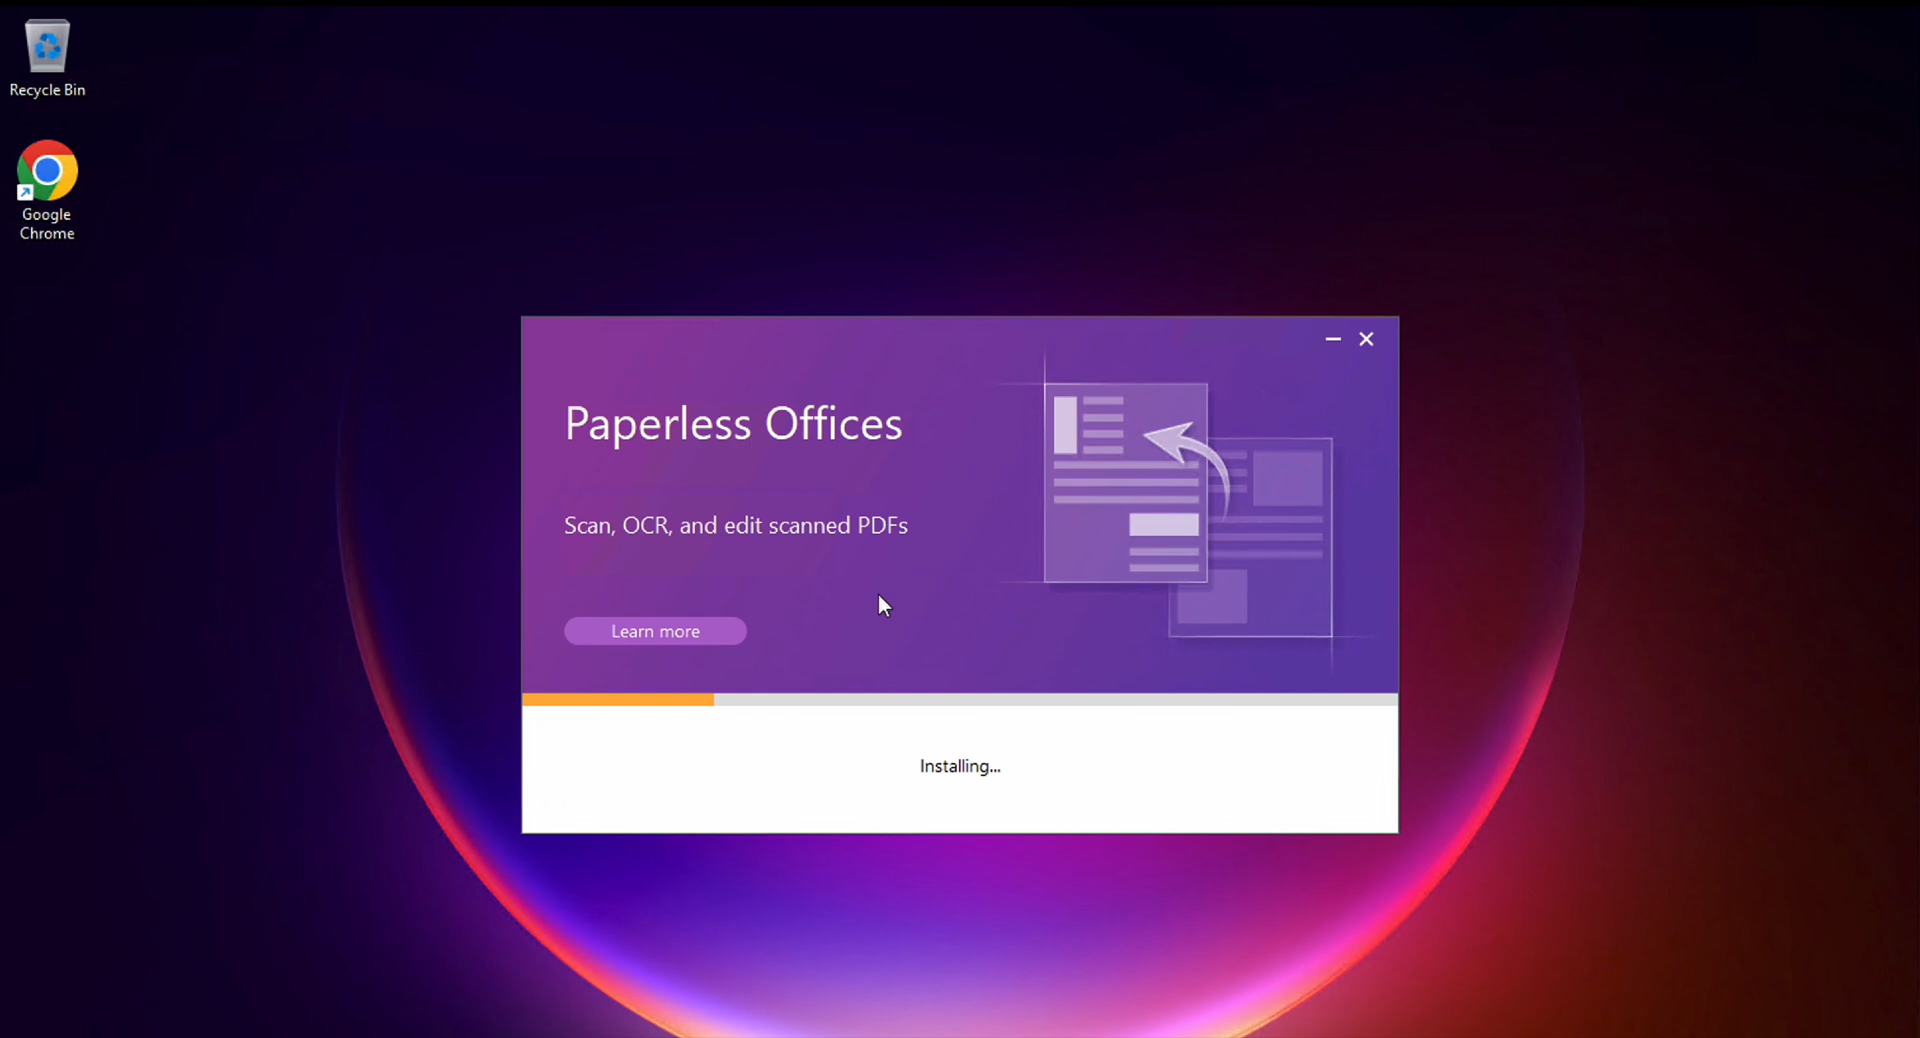 Recycle Bin
Google
Chrome
Paperless Offices
Scan, OCR, and edit scanned PDFs
Learn more
Installing...